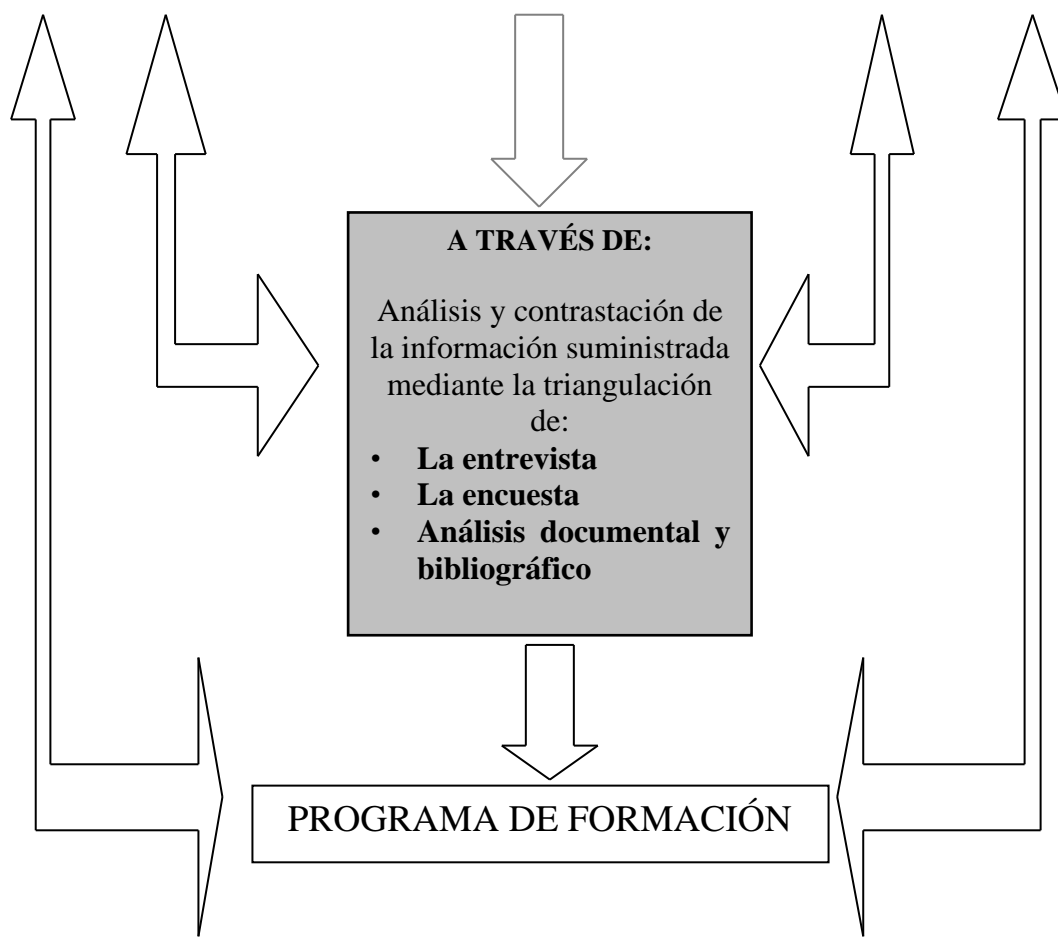 A TRAVÉS DE:
Análisis y contrastación de
la información suministrada
mediante la triangulación
de:
• La entrevista
• La encuesta
• Análisis documental y
bibliográfico
PROGRAMA DE FORMACIÓN